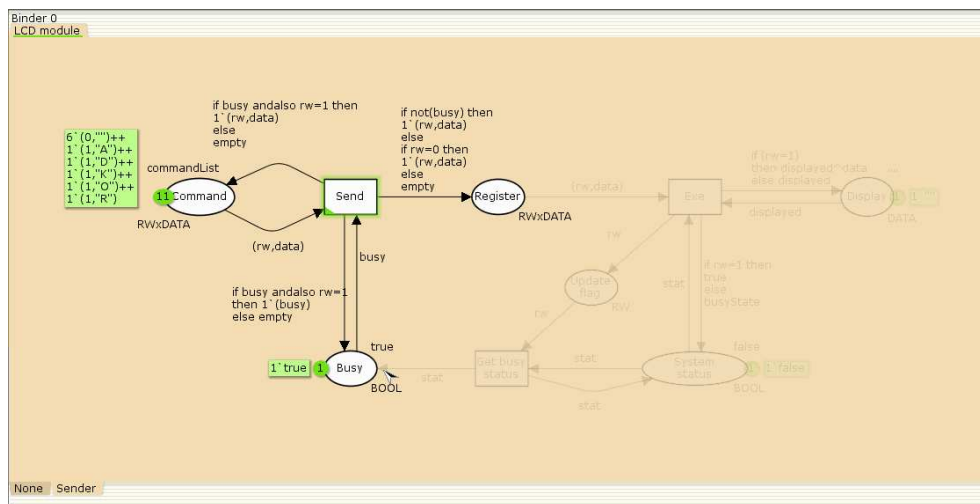 Binder 0
LCD module
if busy andalso rw=1 then
1`(rw,data)
else
empty
if not(busy) then
1`(rw,data)
else
if rw=0 then
1`(rw,data)
else
empty
6`(0,"")++
1`(1,"A")++
1`(1,"D")++
1`(1,"K")++
1`(1,"O")++
1`(1,"R")
commandList
11
Command
RWxDATA
Send
Register
RWxDATA
(rw,data)
(rw,data)
Exe
if (rw=1)
then displayed^data
else displayed
displayed
Display
1
1`""
DATA
busy
if busy andalso rw=1
then 1`(busy)
else empty
rw
Update
flag
RW
rw
stat
if rw=1 then
true
else
busyState
true
1`true
1
Busy
BOOL
stat
Get busy
status
stat
stat
false
System
status
1
1`false
BOOL
None
Sender